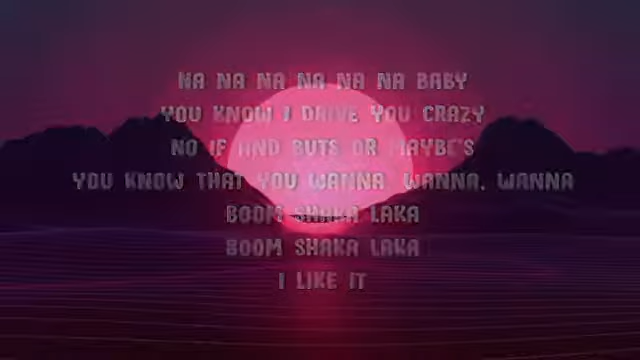 NA NA NA NA NA NA BABY
YOU KNOW I DRIVE YOU CRAZY
NO IF AND BUTS OR MAYBE'S
YOU KNOW THAT YOU WANNA, WANNA, WANNA
BOOM SHAKA LAKA
BOOM SHAKA LAKA
I LIKE IT